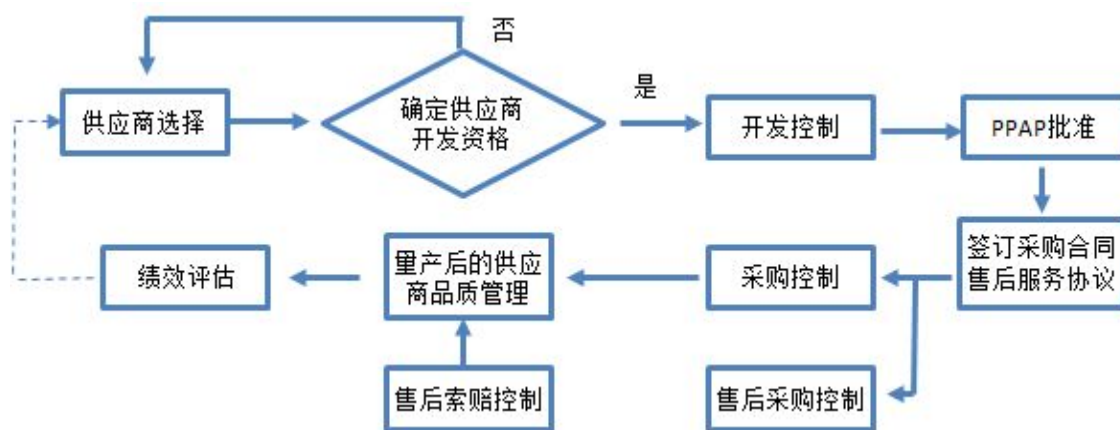 否
是
供应商选择
确定供应商
开发资格
开发控制
PPAP批准
绩效评估
量产后的供应
商品质管理
采购控制
签订采购合同
售后服务协议
售后索赔控制
售后采购控制